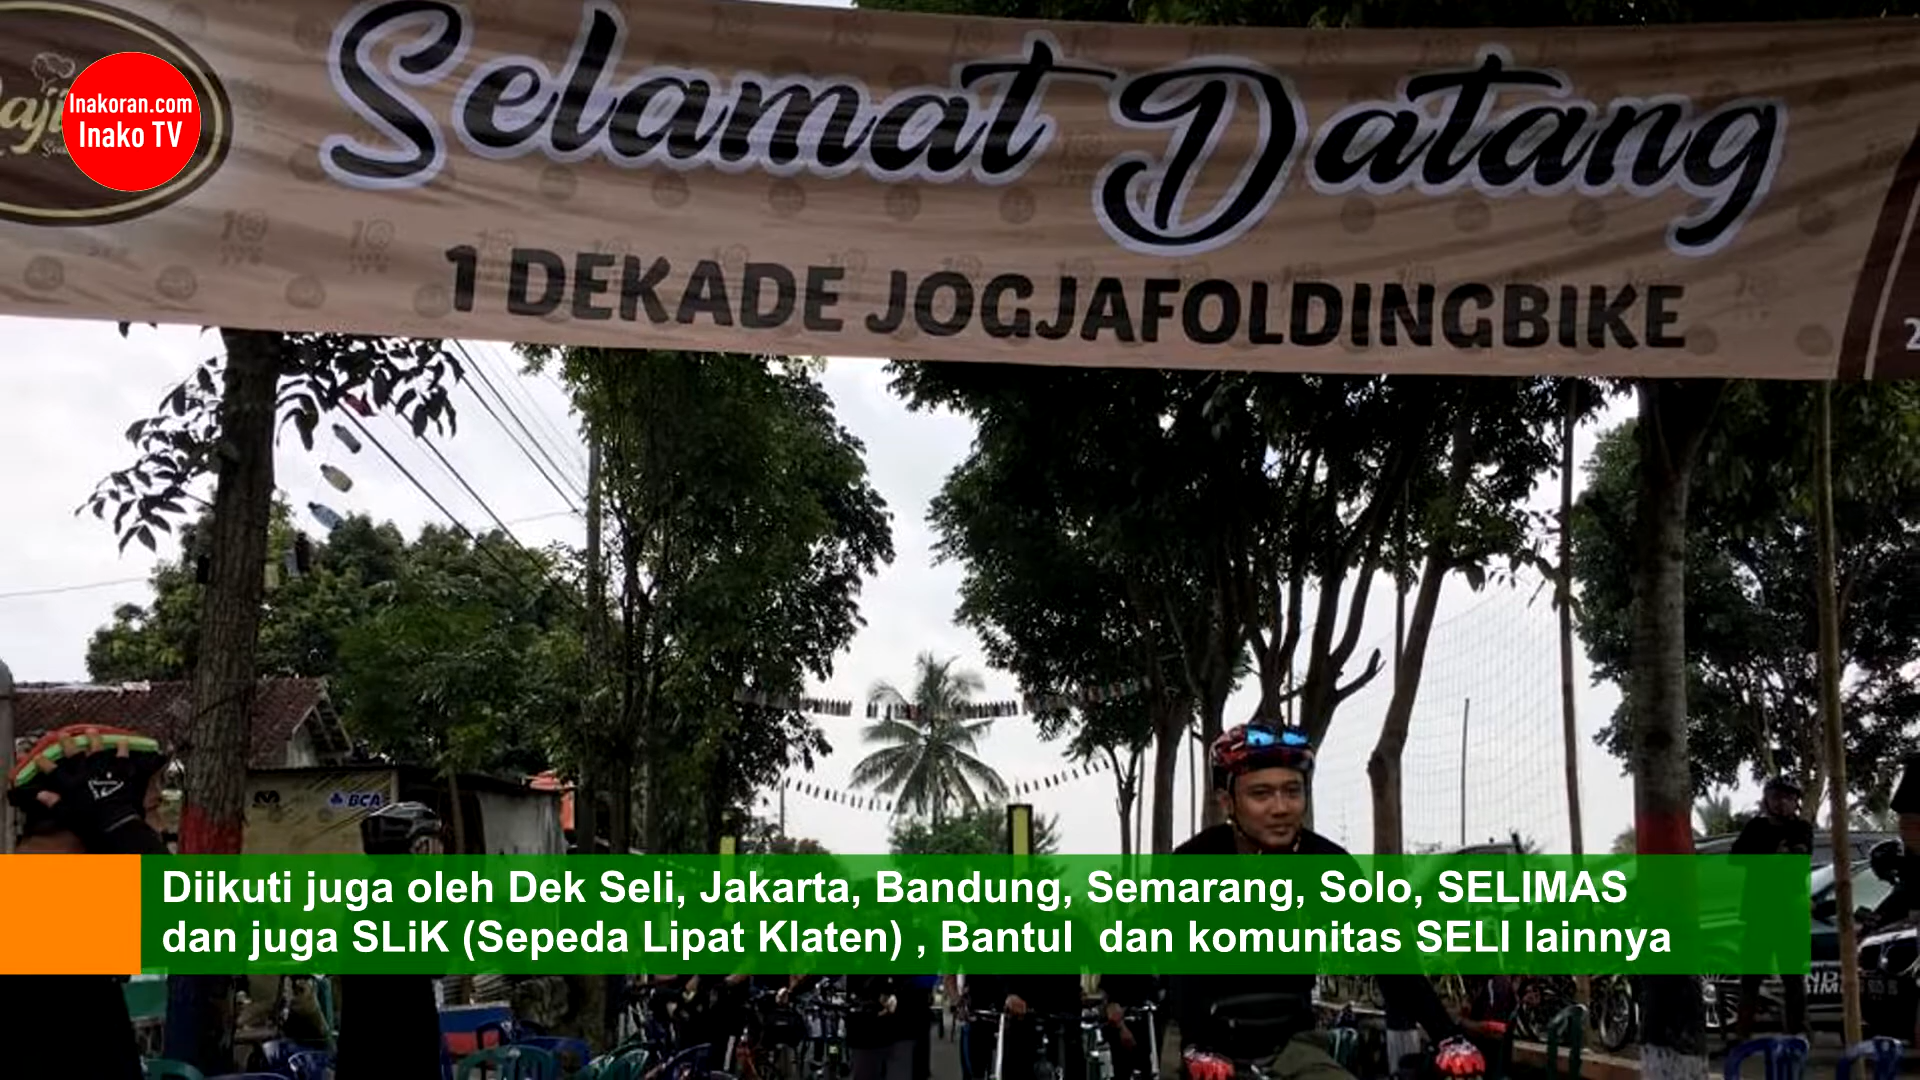 Inakoran.com
Inako TV
Selamat Datang
1 DEKADE JOGJAFOLDINGBIKE
BCA
Diikuti juga oleh Dek Seli, Jakarta, Bandung, Semarang, Solo, SELIMAS
dan juga SLiK (Sepeda Lipat Klaten) , Bantul  dan komunitas SELI lainnya